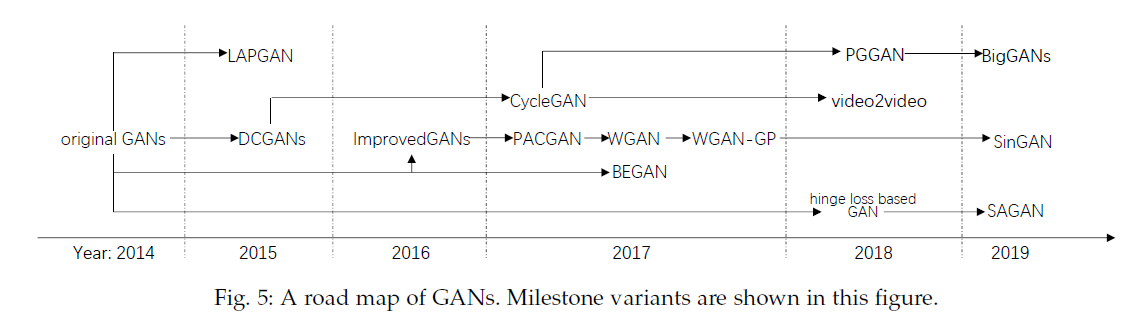 LAPGAN
PGGAN
BigGANs
CycleGAN
video2video
original GANs
DCGANs
ImprovedGANs
PACGAN
WGAN
WGAN-GP
SinGAN
BEGAN
hinge loss based
GAN
SAGAN
Year: 2014
2015
2016
2017
2018
2019
Fig. 5: A road map of GANs. Milestone variants are shown in this figure.